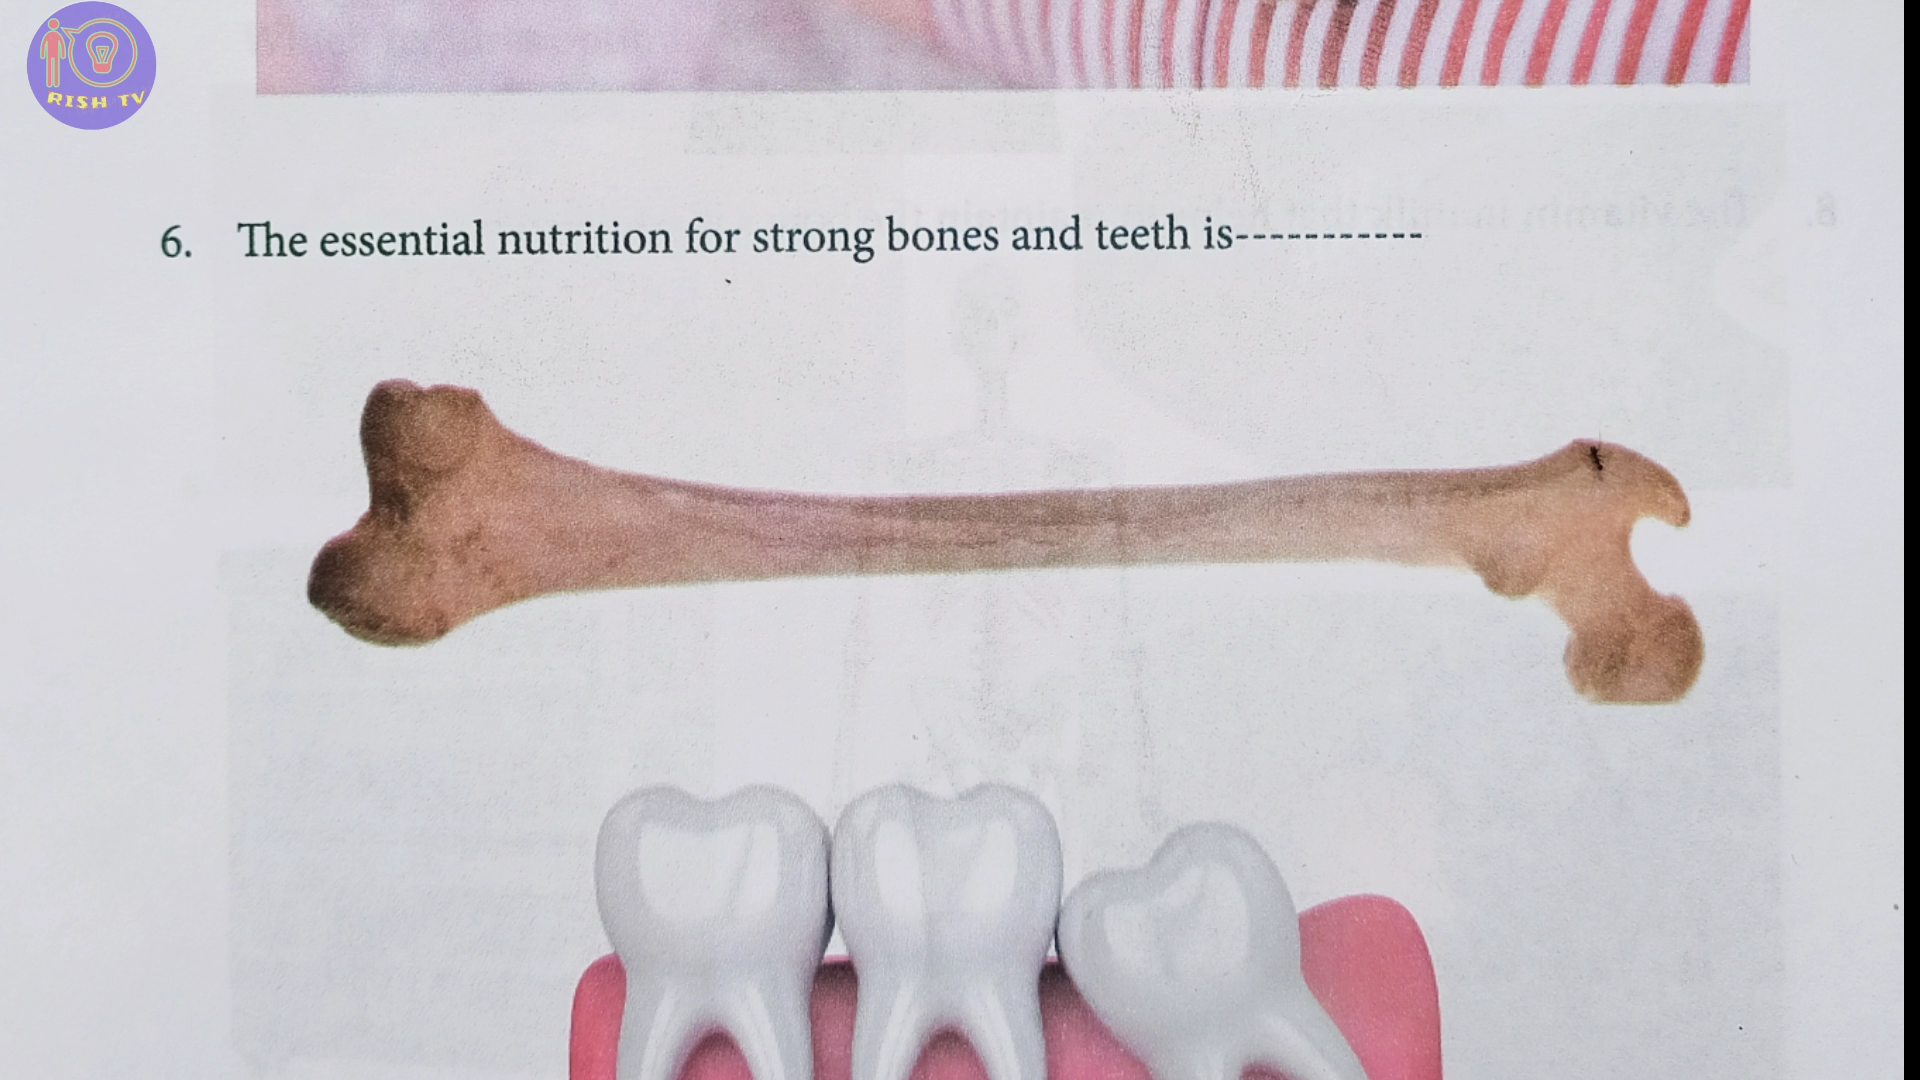 RISH TV
6. The essential nutrition for strong bones and teeth is-----------